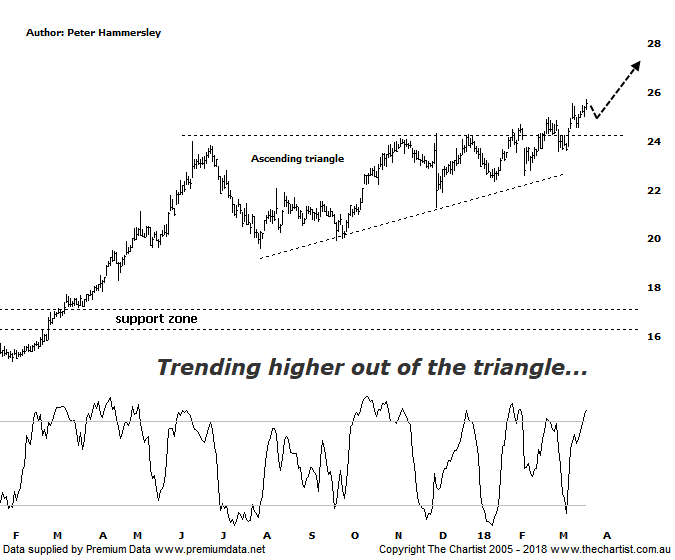 Author: Peter Hammersley
28
26
24
Ascending triangle
22
20
18
support zone
16
Trending higher out of the triangle...
F M A M J J A S O N D 18 F M A
Data supplied by Premium Data www.premiumdata.net
Copyright The Chartist 2005 - 2018 www.thechartist.com.au